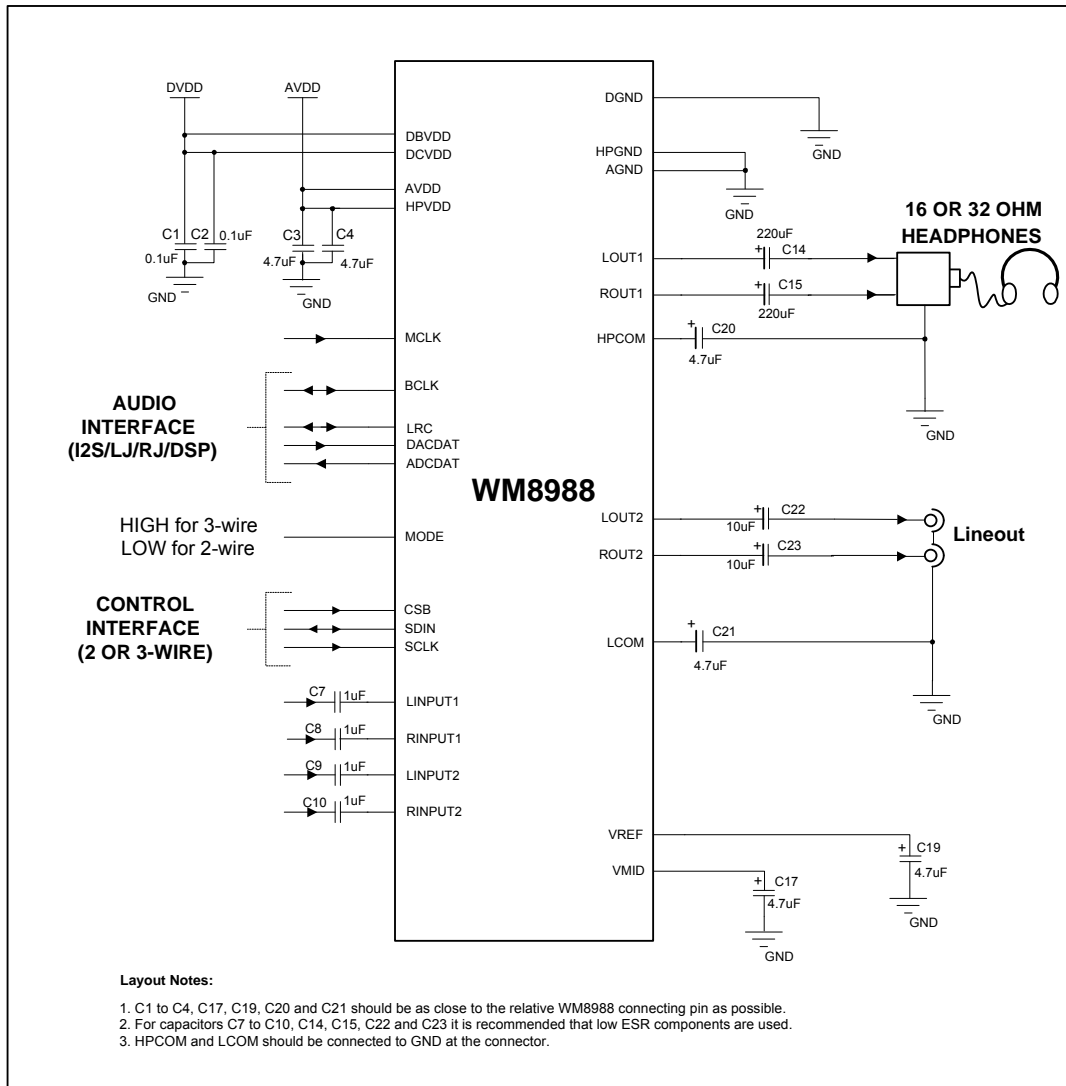 DVDD
AVDD
DBVDD
DCVDD
AVDD
HPVDD
C1
C2
0.1uF
0.1uF
C3
C4
4.7uF
4.7uF
GND
GND
DGND
GND
HPGND
AGND
GND
16 OR 32 OHM
HEADPHONES
220uF
+
C14
LOUT1
+
C15
ROUT1
220uF
+
C20
HPCOM
4.7uF
GND
MCLK
BCLK
AUDIO
INTERFACE
(I2S/LJ/RJ/DSP)
LRC
DACDAT
ADCDAT
WM8988
HIGH for 3-wire
LOW for 2-wire
MODE
LOUT2
+
C22
10uF
ROUT2
+
C23
10uF
Lineout
CONTROL
INTERFACE
(2 OR 3-WIRE)
CSB
SDIN
SCLK
+
C21
LCOM
4.7uF
GND
C7
1uF
LINPUT1
C8
1uF
RINPUT1
C9
1uF
LINPUT2
C10
1uF
RINPUT2
VREF
+
C19
4.7uF
GND
VMID
+
C17
4.7uF
GND
Layout Notes:
1. C1 to C4, C17, C19, C20 and C21 should be as close to the relative WM8988 connecting pin as possible.
2. For capacitors C7 to C10, C14, C15, C22 and C23 it is recommended that low ESR components are used.
3. HPCOM and LCOM should be connected to GND at the connector.